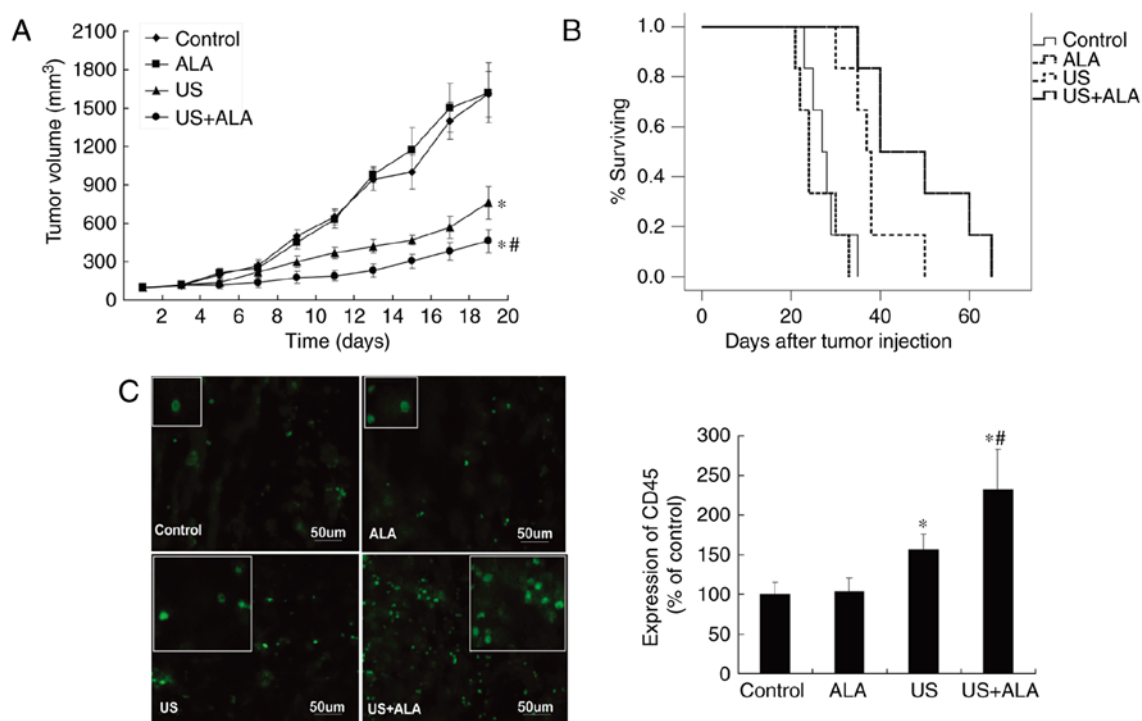 A
Tumor volume (mm³)
2100
1800
1500
1200
900
600
300
0
Control
ALA
US
US+ALA
*
*#
2 4 6 8 10 12 14 16 18 20
Time (days)
B
% Surviving
1.0
0.8
0.6
0.4
0.2
0.0
0 20 40 60
Days after tumor injection
Control
ALA
US
US+ALA
C
Control 50um
ALA 50um
US 50um
US+ALA 50um
Expression of CD45
(% of control)
300
250
200
150
100
50
0
*
*#
Control ALA US US+ALA